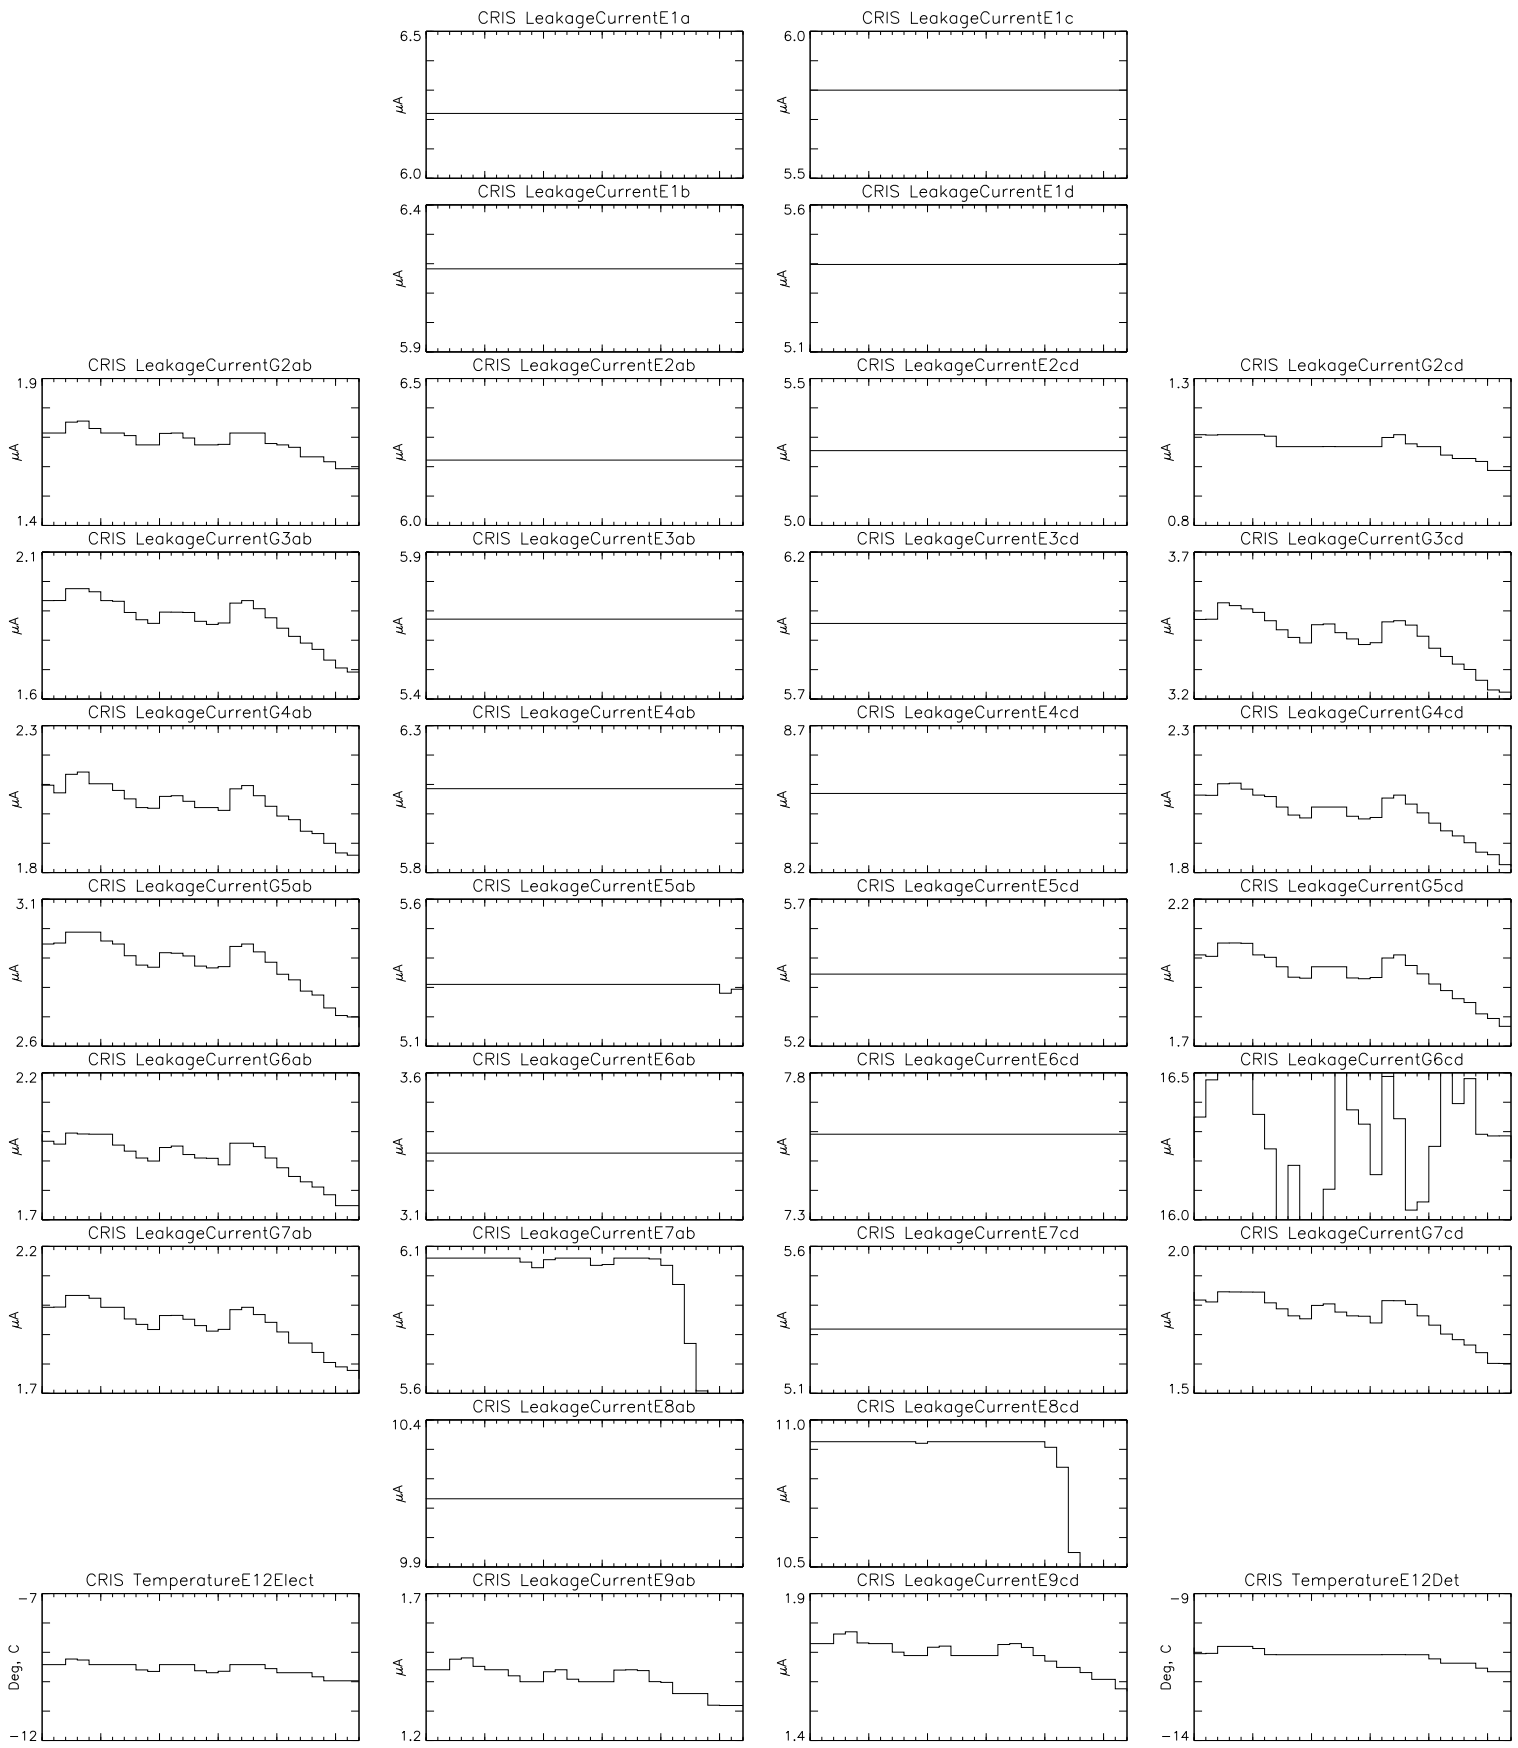 CRIS LeakageCurrentE1a CRIS LeakageCurrentE1c
6.5 6.0
μA μA
6.0 5.5
CRIS LeakageCurrentE1b CRIS LeakageCurrentE1d
6.4 5.6
μA μA
5.9 5.1
CRIS LeakageCurrentG2ab CRIS LeakageCurrentE2ab CRIS LeakageCurrentE2cd CRIS LeakageCurrentG2cd
1.9 6.5 5.5 1.3
μA μA μA μA
1.4 6.0 5.0 0.8
CRIS LeakageCurrentG3ab CRIS LeakageCurrentE3ab CRIS LeakageCurrentE3cd CRIS LeakageCurrentG3cd
2.1 5.9 6.2 3.7
μA μA μA μA
1.6 5.4 5.7 3.2
CRIS LeakageCurrentG4ab CRIS LeakageCurrentE4ab CRIS LeakageCurrentE4cd CRIS LeakageCurrentG4cd
2.3 6.3 8.7 2.3
μA μA μA μA
1.8 5.8 8.2 1.8
CRIS LeakageCurrentG5ab CRIS LeakageCurrentE5ab CRIS LeakageCurrentE5cd CRIS LeakageCurrentG5cd
3.1 5.6 5.7 2.2
μA μA μA μA
2.6 5.1 5.2 1.7
CRIS LeakageCurrentG6ab CRIS LeakageCurrentE6ab CRIS LeakageCurrentE6cd CRIS LeakageCurrentG6cd
2.2 3.6 7.8 16.5
μA μA μA μA
1.7 3.1 7.3 16.0
CRIS LeakageCurrentG7ab CRIS LeakageCurrentE7ab CRIS LeakageCurrentE7cd CRIS LeakageCurrentG7cd
2.2 6.1 5.6 2.0
μA μA μA μA
1.7 5.6 5.1 1.5
CRIS LeakageCurrentE8ab CRIS LeakageCurrentE8cd
10.4 11.0
μA μA
9.9 10.5
CRIS TemperatureE12Elect CRIS LeakageCurrentE9ab CRIS LeakageCurrentE9cd CRIS TemperatureE12Det
-7 1.7 1.9 -9
Deg, C μA μA Deg, C
-12 1.2 1.4 -14